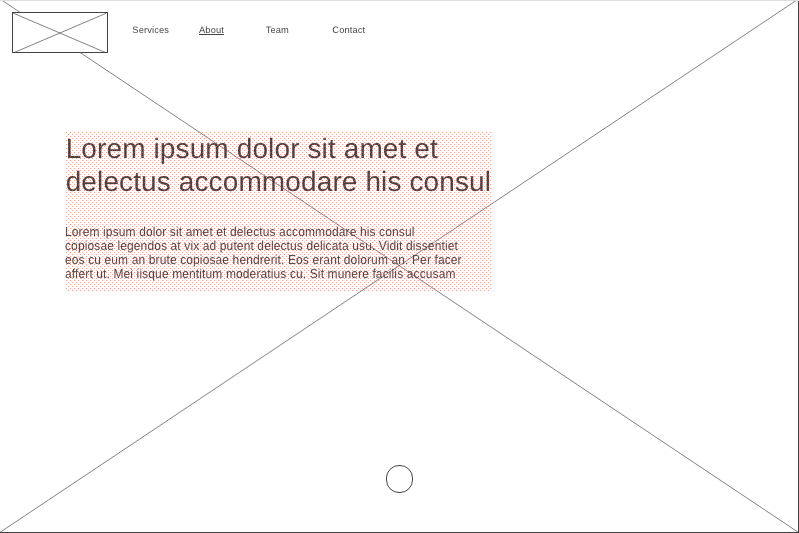 Services About Team Contact
Lorem ipsum dolor sit amet et
delectus accommodare his consul
Lorem ipsum dolor sit amet et delectus accommodare his consul
copiosae legendos at vix ad putent delectus delicata usu. Vidit dissentiet
eos cu eum an brute copiosae hendrerit. Eos erant dolorum an. Per facer
affert ut. Mei iisque mentitum moderatius cu. Sit munere facilis accusam